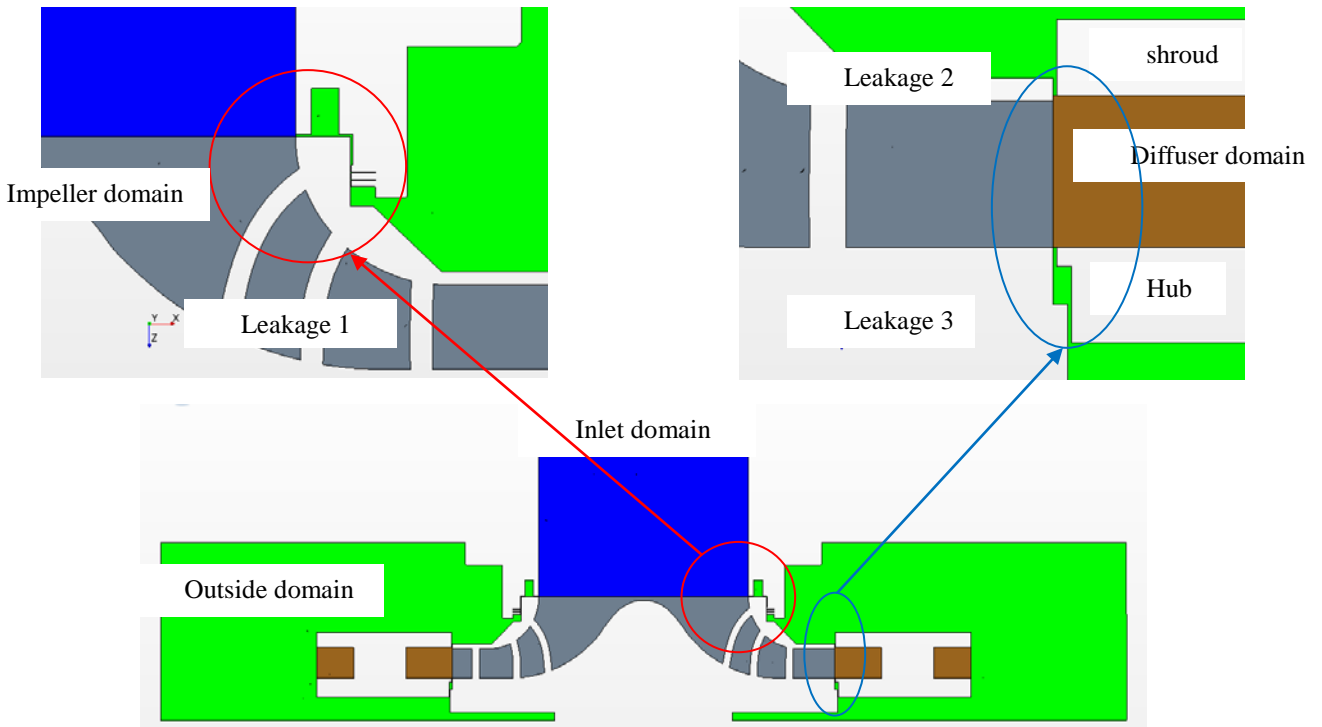 shroud
Leakage 2
Diffuser domain
Impeller domain
Hub
Leakage 1
Leakage 3
Y X
Z
Inlet domain
Outside domain